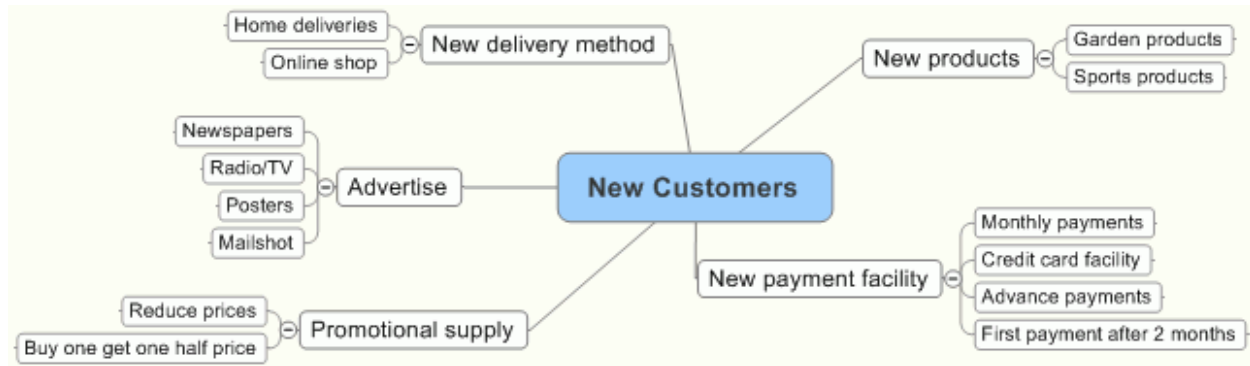 Home deliveries
Online shop
New delivery method
New products
Garden products
Sports products
Newspapers
Radio/TV
Posters
Mailshot
Advertise
New Customers
Monthly payments
Credit card facility
Advance payments
First payment after 2 months
New payment facility
Reduce prices
Buy one get one half price
Promotional supply